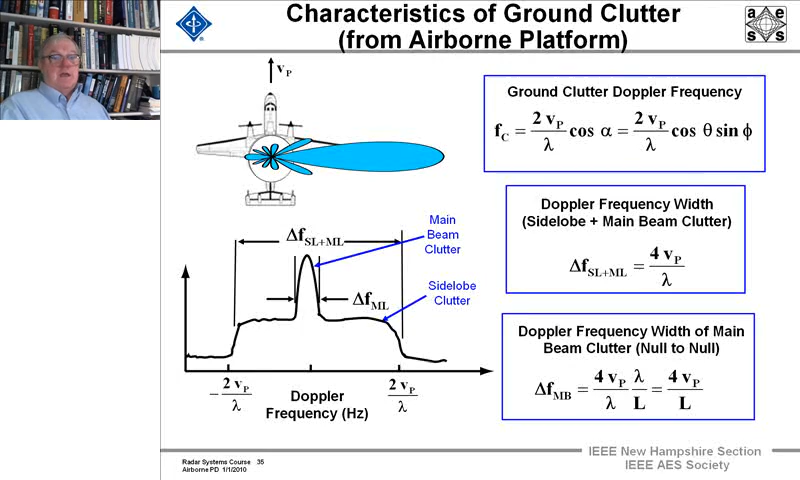 Characteristics of Ground Clutter
(from Airborne Platform)
a e
s s
v_P
Ground Clutter Doppler Frequency
f_C = 2 v_P / λ cos α = 2 v_P / λ cos θ sin ϕ
Doppler Frequency Width
(Sidelobe + Main Beam Clutter)
Δf_SL+ML = 4 v_P / λ
Doppler Frequency Width of Main
Beam Clutter (Null to Null)
Δf_MB = 4 v_P / λ λ / L = 4 v_P / L
Main
Beam
Clutter
Δf_SL+ML
Sidelobe
Clutter
Δf_ML
− 2 v_P / λ
Doppler
Frequency (Hz)
2 v_P / λ
Radar Systems Course 35
Airborne PD 1/1/2010
IEEE New Hampshire Section
IEEE AES Society